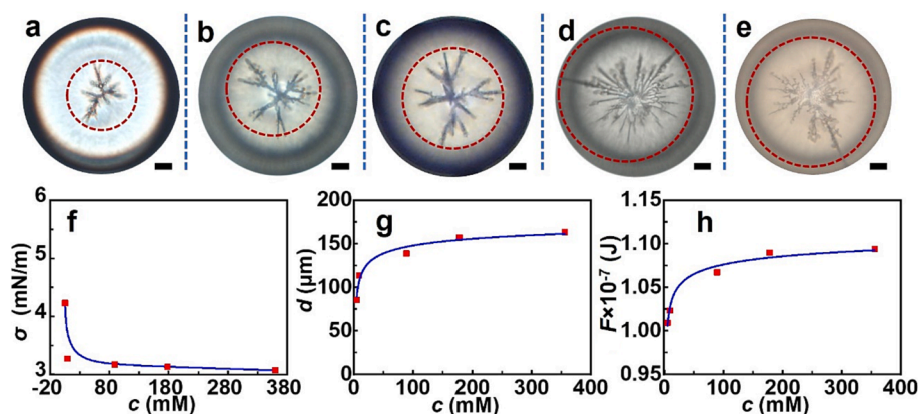 a b c d e
f
6
5
4
3
σ (mN/m)
-20 80 180 280 380
c (mM)
g
200
150
100
50
0
d (μm)
0 100 200 300 400
c (mM)
h
1.15
1.10
1.05
1.00
0.95
F×10⁻⁷ (J)
0 100 200 300 400
c (mM)